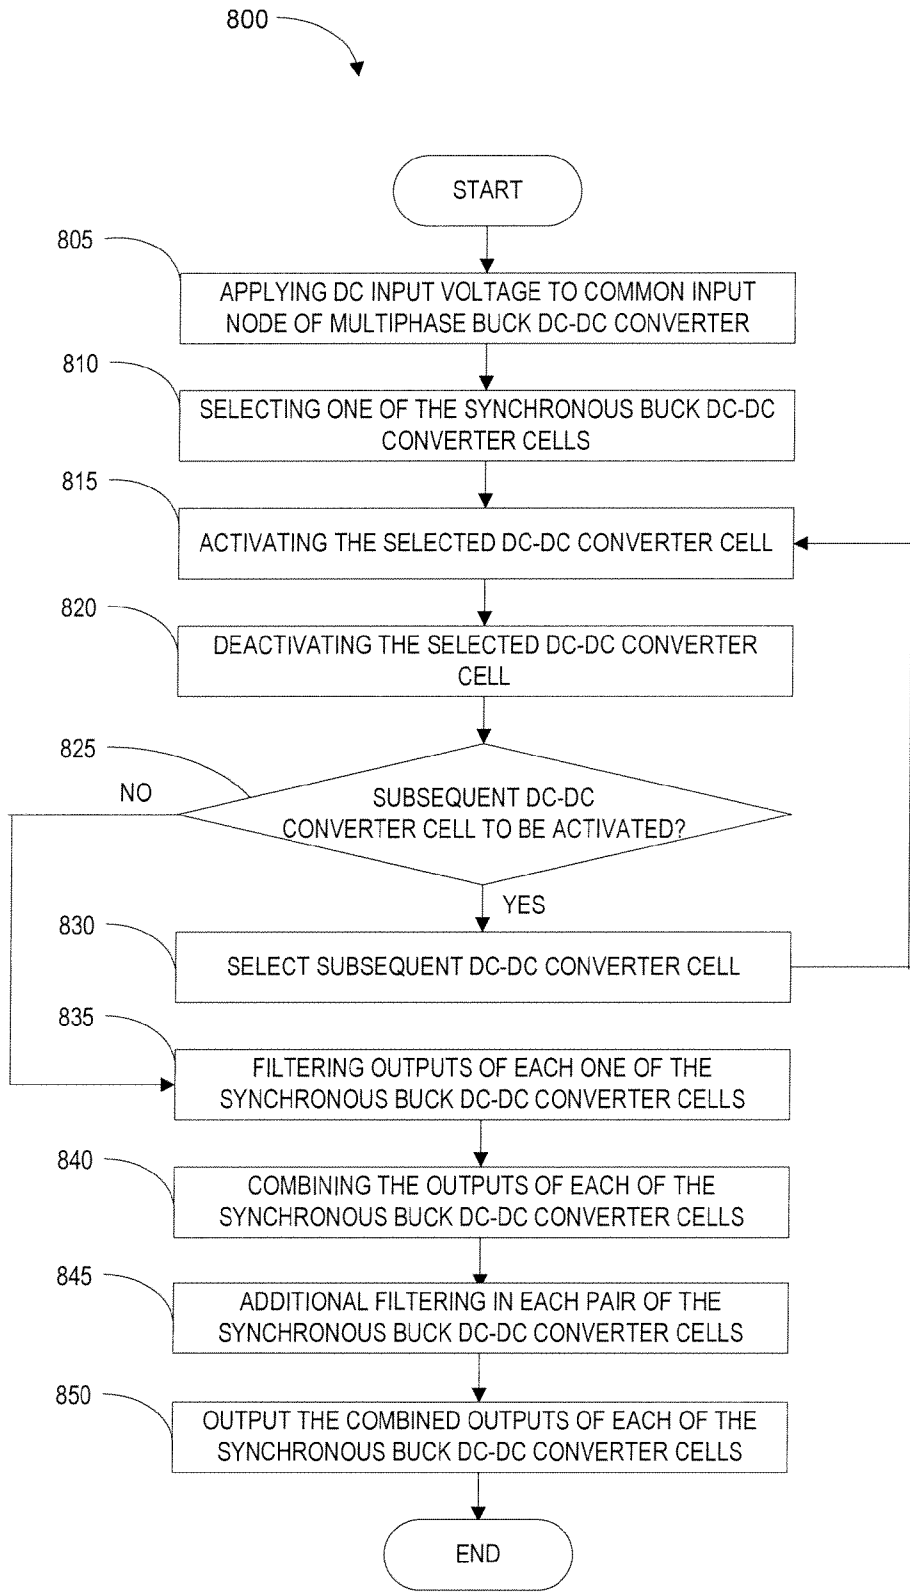 800
START
805
APPLYING DC INPUT VOLTAGE TO COMMON INPUT
NODE OF MULTIPHASE BUCK DC-DC CONVERTER
810
SELECTING ONE OF THE SYNCHRONOUS BUCK DC-DC
CONVERTER CELLS
815
ACTIVATING THE SELECTED DC-DC CONVERTER CELL
820
DEACTIVATING THE SELECTED DC-DC CONVERTER
CELL
825
NO
SUBSEQUENT DC-DC
CONVERTER CELL TO BE ACTIVATED?
YES
830
SELECT SUBSEQUENT DC-DC CONVERTER CELL
835
FILTERING OUTPUTS OF EACH ONE OF THE
SYNCHRONOUS BUCK DC-DC CONVERTER CELLS
840
COMBINING THE OUTPUTS OF EACH OF THE
SYNCHRONOUS BUCK DC-DC CONVERTER CELLS
845
ADDITIONAL FILTERING IN EACH PAIR OF THE
SYNCHRONOUS BUCK DC-DC CONVERTER CELLS
850
OUTPUT THE COMBINED OUTPUTS OF EACH OF THE
SYNCHRONOUS BUCK DC-DC CONVERTER CELLS
END